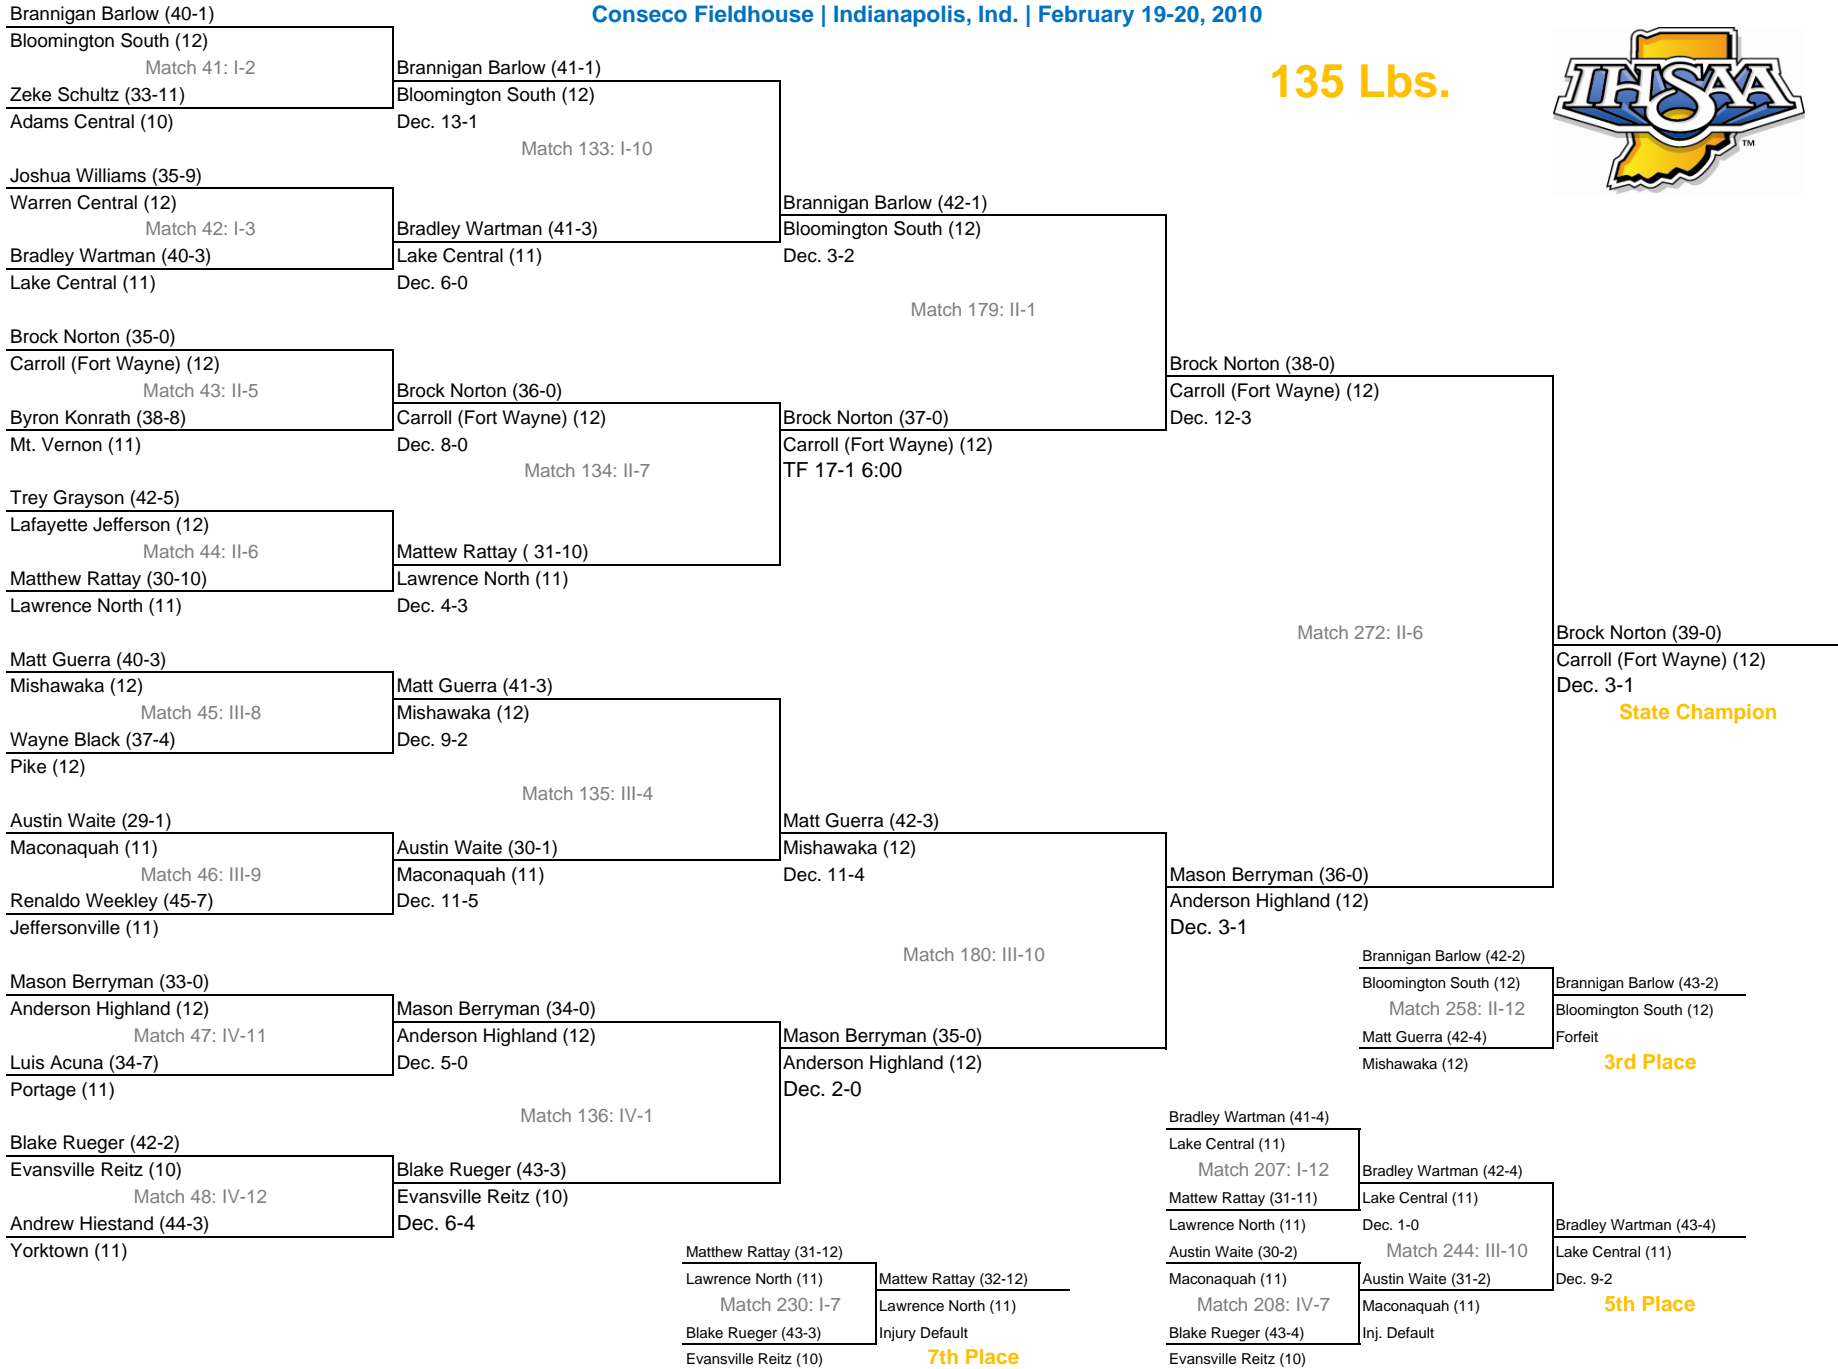 Conseco Fieldhouse | Indianapolis, Ind. | February 19-20, 2010
135 Lbs.
IHSAA
TM
Brannigan Barlow (40-1)
Bloomington South (12)
Match 41: I-2
Zeke Schultz (33-11)
Adams Central (10)
Joshua Williams (35-9)
Warren Central (12)
Match 42: I-3
Bradley Wartman (40-3)
Lake Central (11)
Brock Norton (35-0)
Carroll (Fort Wayne) (12)
Match 43: II-5
Byron Konrath (38-8)
Mt. Vernon (11)
Trey Grayson (42-5)
Lafayette Jefferson (12)
Match 44: II-6
Matthew Rattay (30-10)
Lawrence North (11)
Matt Guerra (40-3)
Mishawaka (12)
Match 45: III-8
Wayne Black (37-4)
Pike (12)
Austin Waite (29-1)
Maconaquah (11)
Match 46: III-9
Renaldo Weekley (45-7)
Jeffersonville (11)
Mason Berryman (33-0)
Anderson Highland (12)
Match 47: IV-11
Luis Acuna (34-7)
Portage (11)
Blake Rueger (42-2)
Evansville Reitz (10)
Match 48: IV-12
Andrew Hiestand (44-3)
Yorktown (11)
Brannigan Barlow (41-1)
Bloomington South (12)
Dec. 13-1
Match 133: I-10
Bradley Wartman (41-3)
Lake Central (11)
Dec. 6-0
Brock Norton (36-0)
Carroll (Fort Wayne) (12)
Dec. 8-0
Match 134: II-7
Mattew Rattay ( 31-10)
Lawrence North (11)
Dec. 4-3
Matt Guerra (41-3)
Mishawaka (12)
Dec. 9-2
Match 135: III-4
Austin Waite (30-1)
Maconaquah (11)
Dec. 11-5
Mason Berryman (34-0)
Anderson Highland (12)
Dec. 5-0
Match 136: IV-1
Blake Rueger (43-3)
Evansville Reitz (10)
Dec. 6-4
Brannigan Barlow (42-1)
Bloomington South (12)
Dec. 3-2
Match 179: II-1
Brock Norton (37-0)
Carroll (Fort Wayne) (12)
TF 17-1 6:00
Matt Guerra (42-3)
Mishawaka (12)
Dec. 11-4
Match 180: III-10
Mason Berryman (35-0)
Anderson Highland (12)
Dec. 2-0
Brock Norton (38-0)
Carroll (Fort Wayne) (12)
Dec. 12-3
Match 272: II-6
Mason Berryman (36-0)
Anderson Highland (12)
Dec. 3-1
Brock Norton (39-0)
Carroll (Fort Wayne) (12)
Dec. 3-1
State Champion
Brannigan Barlow (42-2)
Bloomington South (12)
Match 258: II-12
Matt Guerra (42-4)
Mishawaka (12)
Brannigan Barlow (43-2)
Bloomington South (12)
Forfeit
3rd Place
Bradley Wartman (41-4)
Lake Central (11)
Match 207: I-12
Mattew Rattay (31-11)
Lawrence North (11)
Austin Waite (30-2)
Maconaquah (11)
Match 208: IV-7
Blake Rueger (43-4)
Evansville Reitz (10)
Bradley Wartman (42-4)
Lake Central (11)
Dec. 1-0
Match 244: III-10
Austin Waite (31-2)
Maconaquah (11)
Inj. Default
Bradley Wartman (43-4)
Lake Central (11)
Dec. 9-2
5th Place
Matthew Rattay (31-12)
Lawrence North (11)
Match 230: I-7
Blake Rueger (43-3)
Evansville Reitz (10)
Mattew Rattay (32-12)
Lawrence North (11)
Injury Default
7th Place